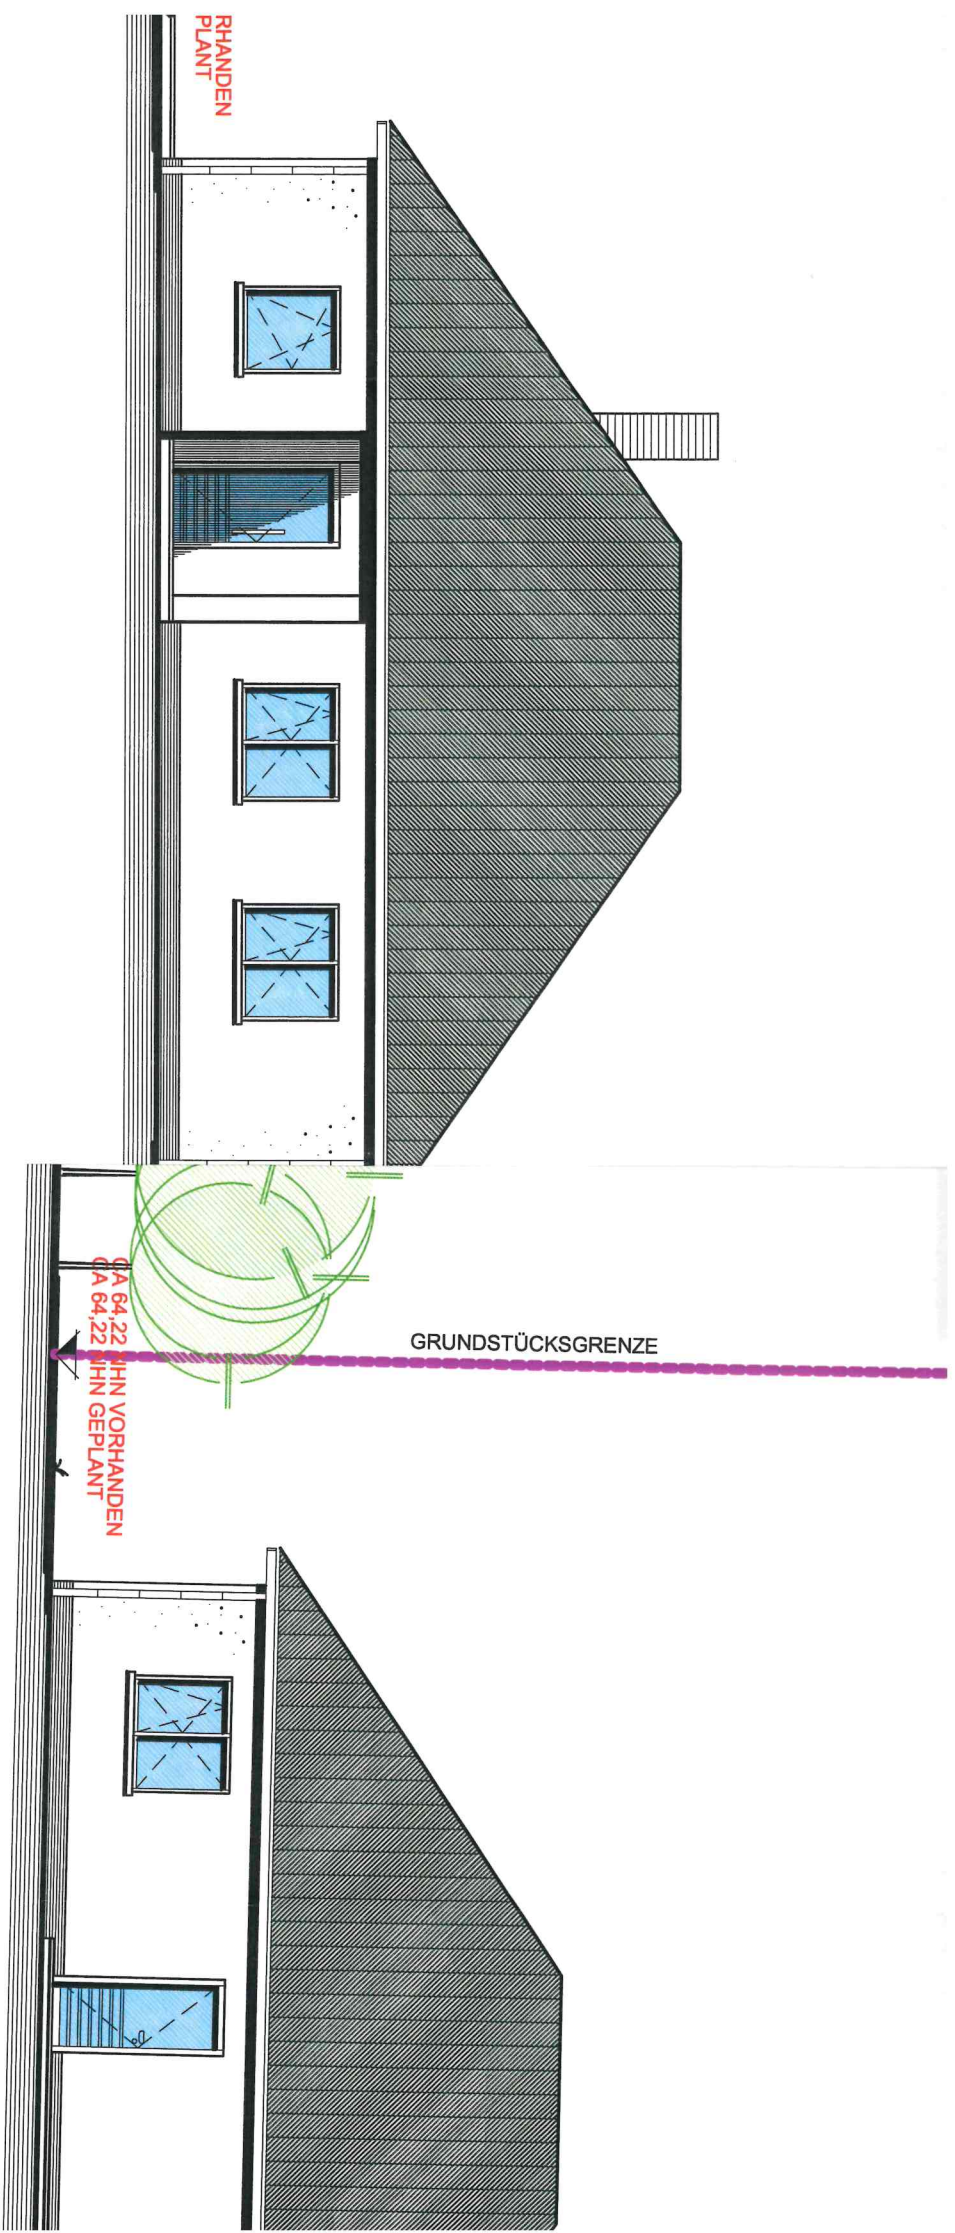 RHANDEN
PLANT
GRUNDSTÜCKSGRENZE
CA 64,22 NHN VORHANDEN
CA 64,22 NHN GEPLANT